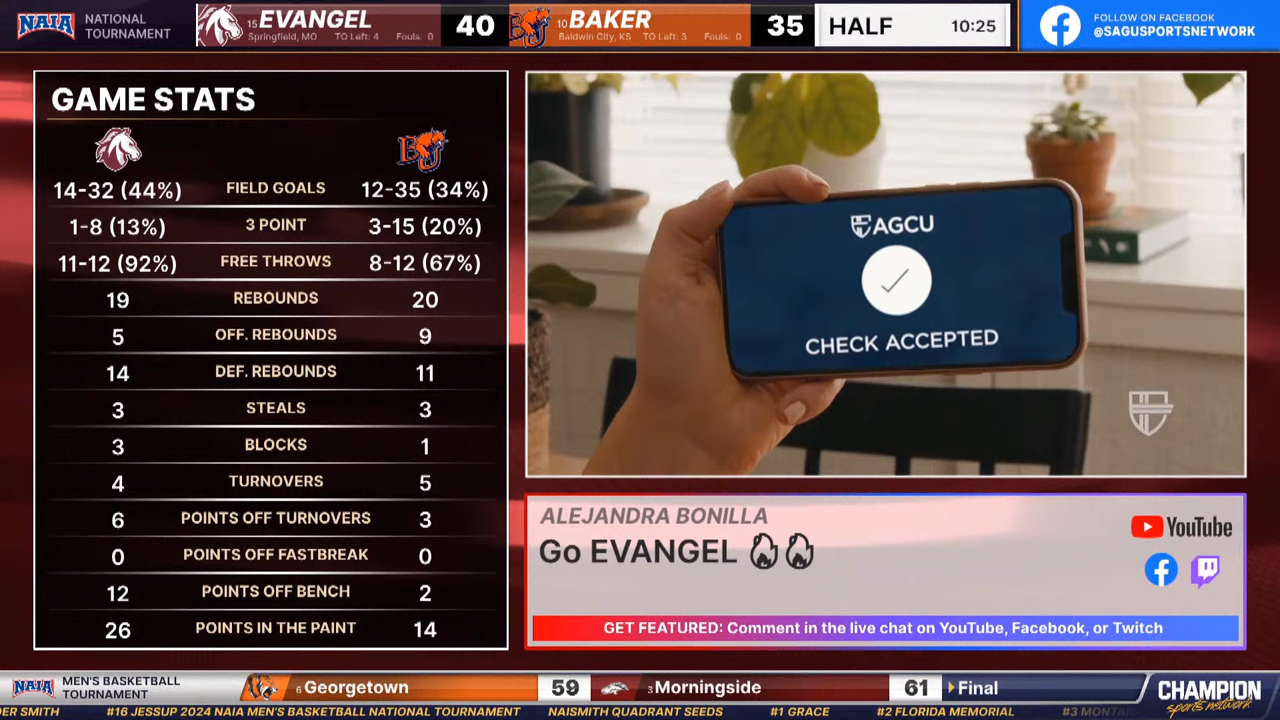 NAIA
NATIONAL
TOURNAMENT
15 EVANGEL
Springfield, MO TO Left: 4 Fouls: 0
40
10 BAKER
Baldwin City, KS TO Left: 3 Fouls: 0
35
HALF 10:25
FOLLOW ON FACEBOOK
@SAGUSPORTSNETWORK
GAME STATS
14-32 (44%) FIELD GOALS 12-35 (34%)
1-8 (13%) 3 POINT 3-15 (20%)
11-12 (92%) FREE THROWS 8-12 (67%)
19 REBOUNDS 20
5 OFF. REBOUNDS 9
14 DEF. REBOUNDS 11
3 STEALS 3
3 BLOCKS 1
4 TURNOVERS 5
6 POINTS OFF TURNOVERS 3
0 POINTS OFF FASTBREAK 0
12 POINTS OFF BENCH 2
26 POINTS IN THE PAINT 14
AGCU
CHECK ACCEPTED
ALEJANDRA BONILLA
Go EVANGEL 🔥🔥
YouTube
GET FEATURED: Comment in the live chat on YouTube, Facebook, or Twitch
NAIA
MEN'S BASKETBALL
TOURNAMENT
6 Georgetown 59 3 Morningside 61 Final
CHAMPION
sports network
DER SMITH #16 JESSUP 2024 NAIA MEN'S BASKETBALL NATIONAL TOURNAMENT NAISMITH QUADRANT SEEDS #1 GRACE #2 FLORIDA MEMORIAL #3 MONTAN